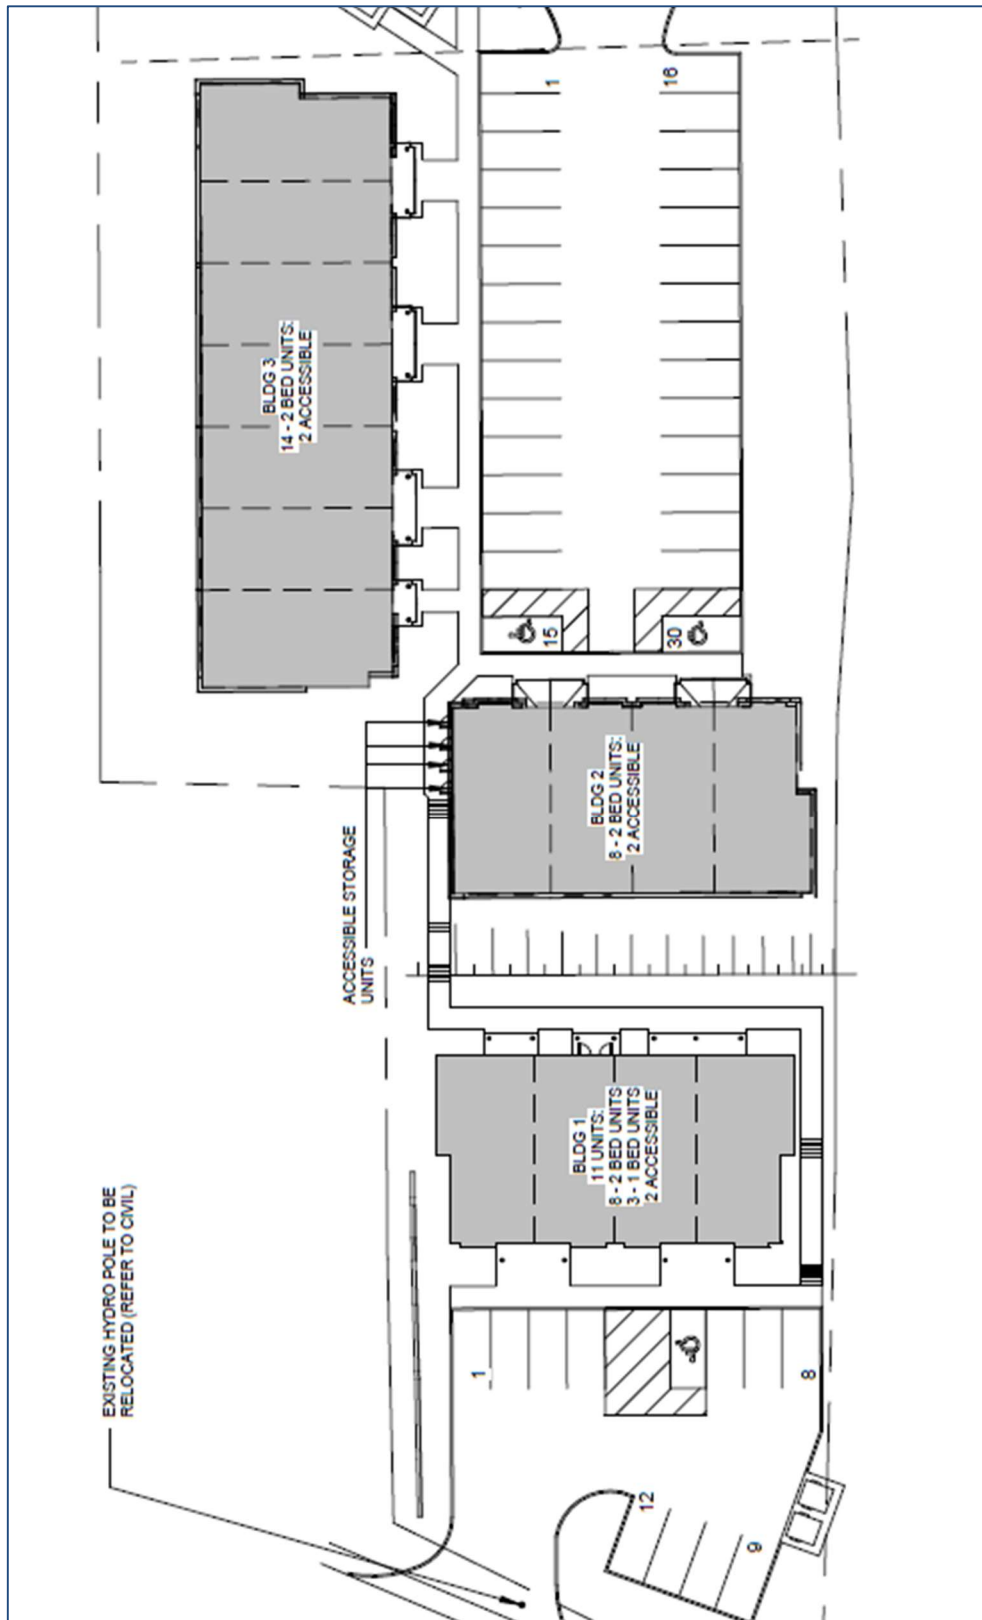 1
16
BLDG 3
14 - 2 BED UNITS:
2 ACCESSIBLE
15
30
ACCESSIBLE STORAGE
UNITS
BLDG 2
8 - 2 BED UNITS:
2 ACCESSIBLE
BLDG 1
11 UNITS:
8 - 2 BED UNITS
3 - 1 BED UNITS
2 ACCESSIBLE
EXISTING HYDRO POLE TO BE
RELOCATED (REFER TO CIVIL)
1
8
12
9